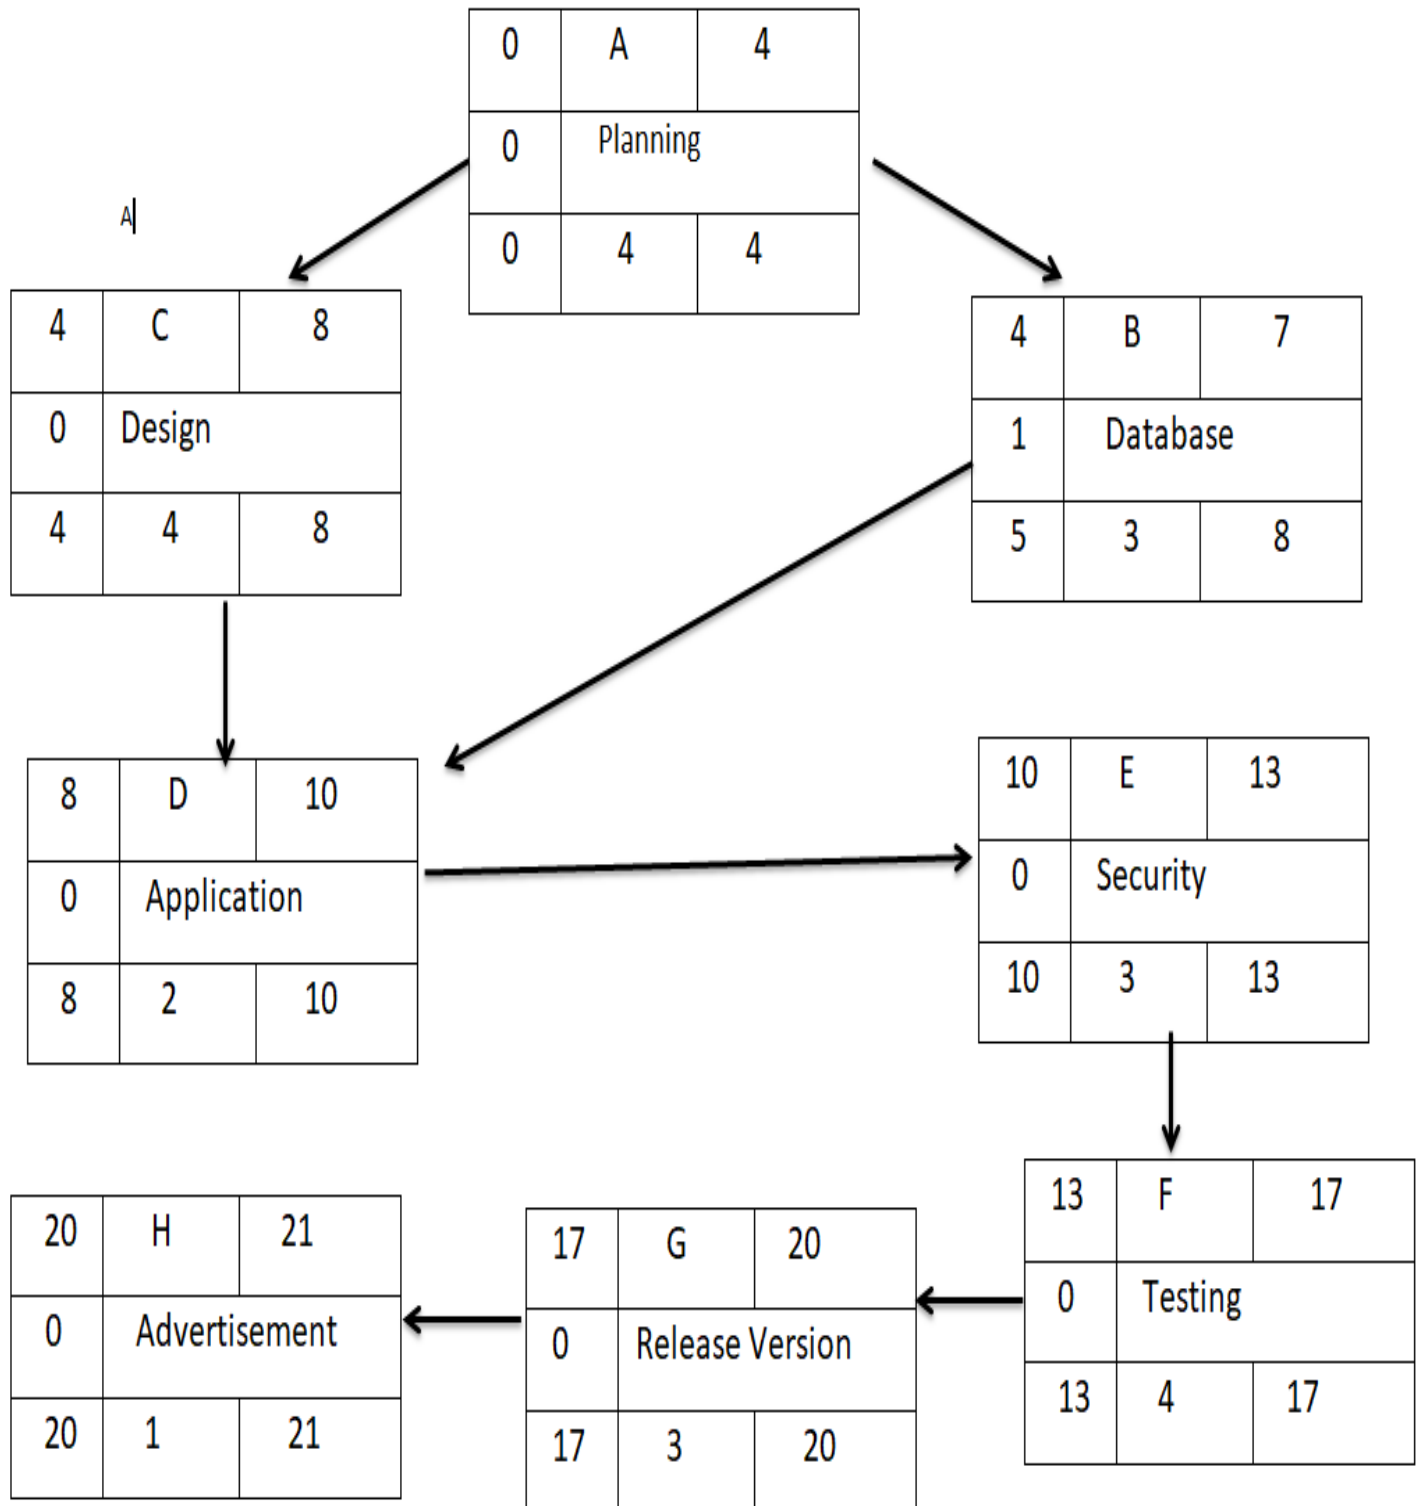 0 A 4
0 Planning
0 4 4
A
4 C 8
0 Design
4 4 8
4 B 7
1 Database
5 3 8
8 D 10
0 Application
8 2 10
10 E 13
0 Security
10 3 13
13 F 17
0 Testing
13 4 17
17 G 20
0 Release Version
17 3 20
20 H 21
0 Advertisement
20 1 21